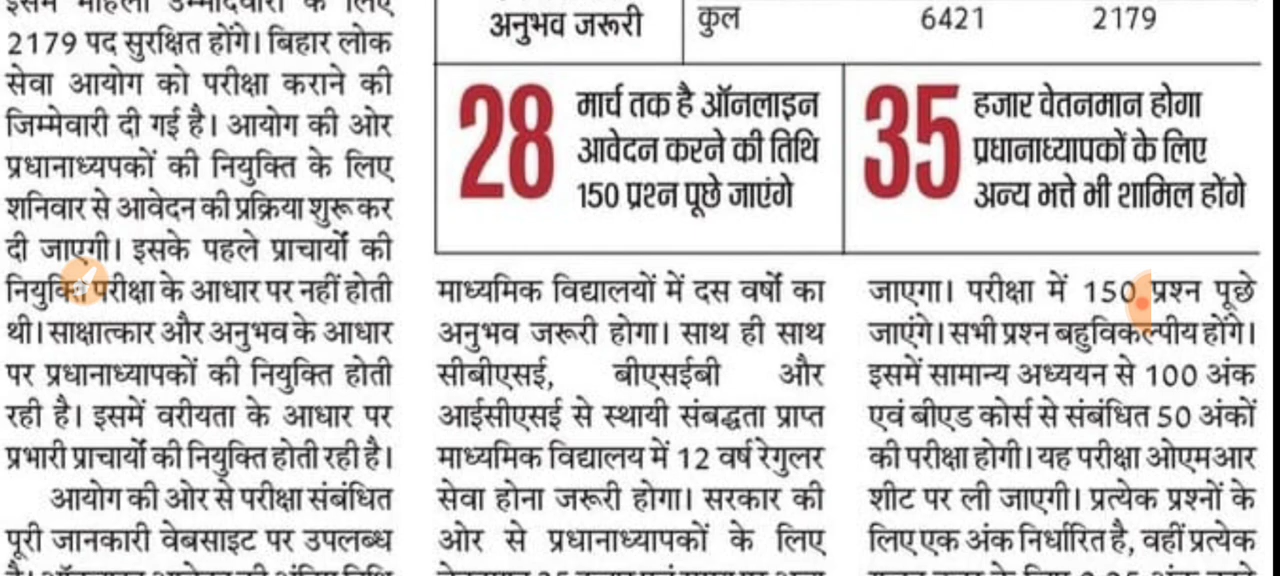 इसमें महिला उम्मीदवारों के लिए
2179 पद सुरक्षित होंगे। बिहार लोक
सेवा आयोग को परीक्षा कराने की
जिम्मेवारी दी गई है। आयोग की ओर
प्रधानाध्यपकों की नियुक्ति के लिए
शनिवार से आवेदन की प्रक्रिया शुरू कर
दी जाएगी। इसके पहले प्राचार्यों की
नियुक्ति परीक्षा के आधार पर नहीं होती
थी। साक्षात्कार और अनुभव के आधार
पर प्रधानाध्यापकों की नियुक्ति होती
रही है। इसमें वरीयता के आधार पर
प्रभारी प्राचार्यों की नियुक्ति होती रही है।
आयोग की ओर से परीक्षा संबंधित
पूरी जानकारी वेबसाइट पर उपलब्ध
अनुभव जरूरी
कुल 6421 2179
28 मार्च तक है ऑनलाइन
आवेदन करने की तिथि
150 प्रश्न पूछे जाएंगे
35 हजार वेतनमान होगा
प्रधानाध्यापकों के लिए
अन्य भत्ते भी शामिल होंगे
माध्यमिक विद्यालयों में दस वर्षों का
अनुभव जरूरी होगा। साथ ही साथ
सीबीएसई, बीएसईबी और
आईसीएसई से स्थायी संबद्धता प्राप्त
माध्यमिक विद्यालय में 12 वर्ष रेगुलर
सेवा होना जरूरी होगा। सरकार की
ओर से प्रधानाध्यापकों के लिए
जाएगा। परीक्षा में 150 प्रश्न पूछे
जाएंगे। सभी प्रश्न बहुविकल्पीय होंगे।
इसमें सामान्य अध्ययन से 100 अंक
एवं बीएड कोर्स से संबंधित 50 अंकों
की परीक्षा होगी। यह परीक्षा ओएमआर
शीट पर ली जाएगी। प्रत्येक प्रश्नों के
लिए एक अंक निर्धारित है, वहीं प्रत्येक